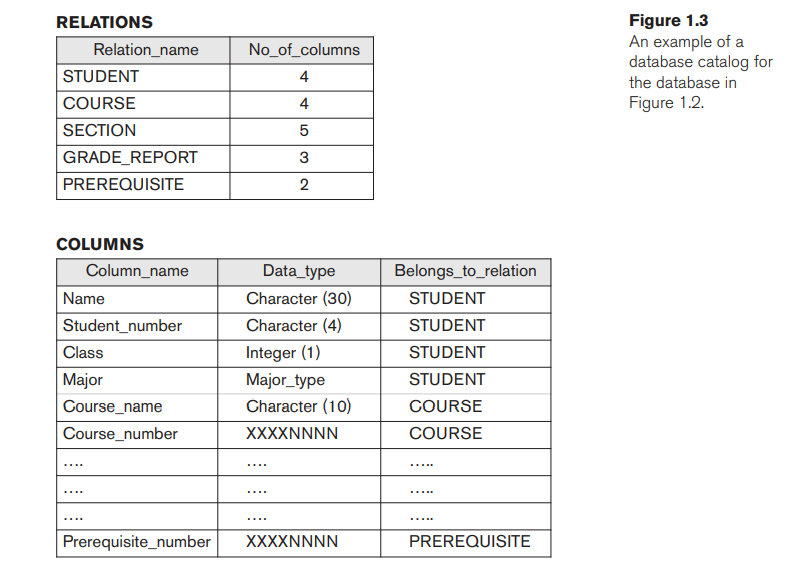 RELATIONS
Relation_name No_of_columns
STUDENT 4
COURSE 4
SECTION 5
GRADE_REPORT 3
PREREQUISITE 2
Figure 1.3
An example of a
database catalog for
the database in
Figure 1.2.
COLUMNS
Column_name Data_type Belongs_to_relation
Name Character (30) STUDENT
Student_number Character (4) STUDENT
Class Integer (1) STUDENT
Major Major_type STUDENT
Course_name Character (10) COURSE
Course_number XXXXNNNN COURSE
…. …. …..
…. …. …..
…. …. …..
Prerequisite_number XXXXNNNN PREREQUISITE